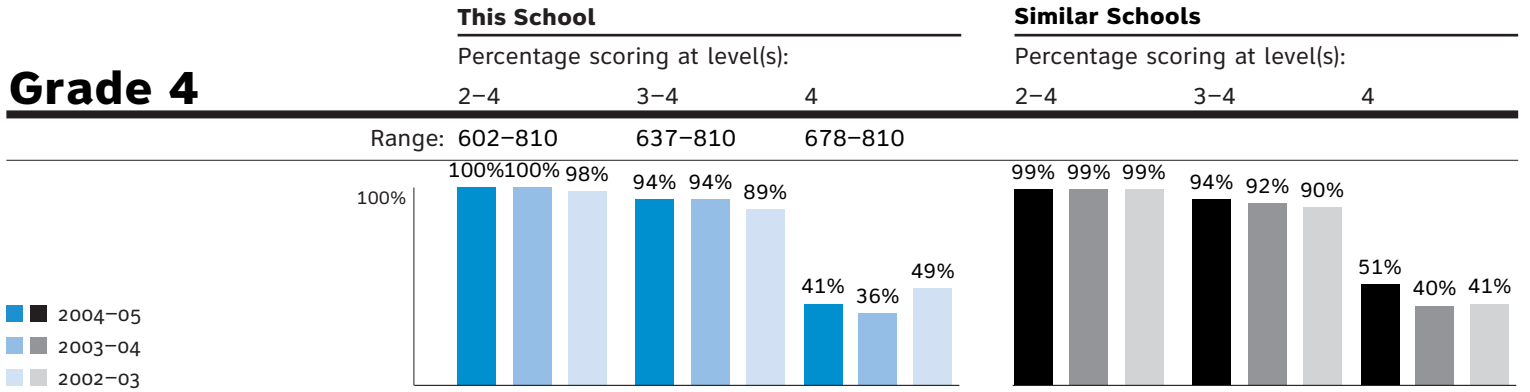 This School Similar Schools
Percentage scoring at level(s): Percentage scoring at level(s):
Grade 4 2–4 3–4 4 2–4 3–4 4
Range: 602–810 637–810 678–810
100% 100% 98% 94% 94% 89% 41% 36% 49% 99% 99% 99% 94% 92% 90% 51% 40% 41%
100%
2004–05
2003–04
2002–03